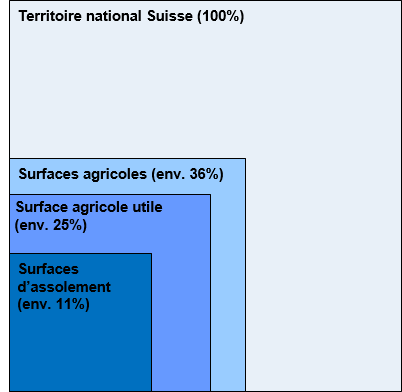 Territoire national Suisse (100%)
Surfaces agricoles (env. 36%)
Surface agricole utile
(env. 25%)
Surfaces
d’assolement
(env. 11%)